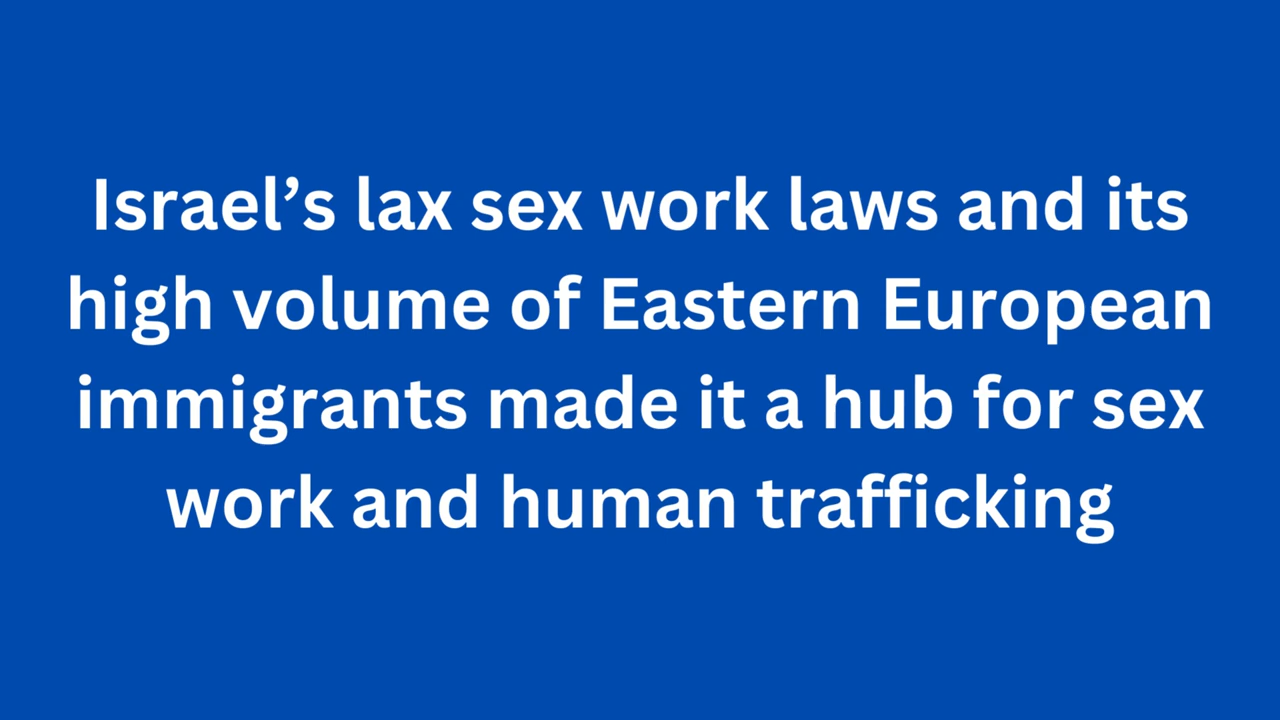 Israel’s lax sex work laws and its
high volume of Eastern European
immigrants made it a hub for sex
work and human trafficking